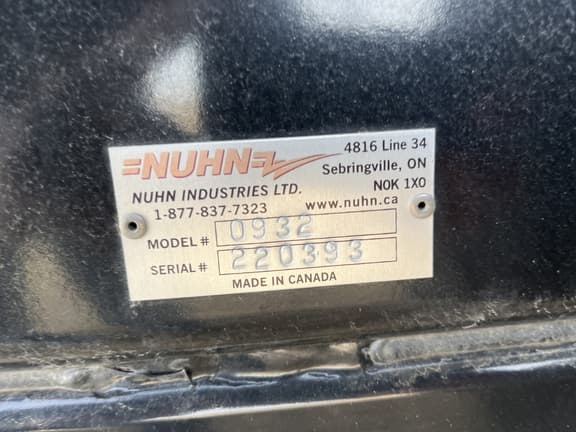 NUHN
4816 Line 34
Sebringville, ON
N0K 1X0
NUHN INDUSTRIES LTD.
1-877-837-7323 www.nuhn.ca
MODEL # 0932
SERIAL # 220393
MADE IN CANADA